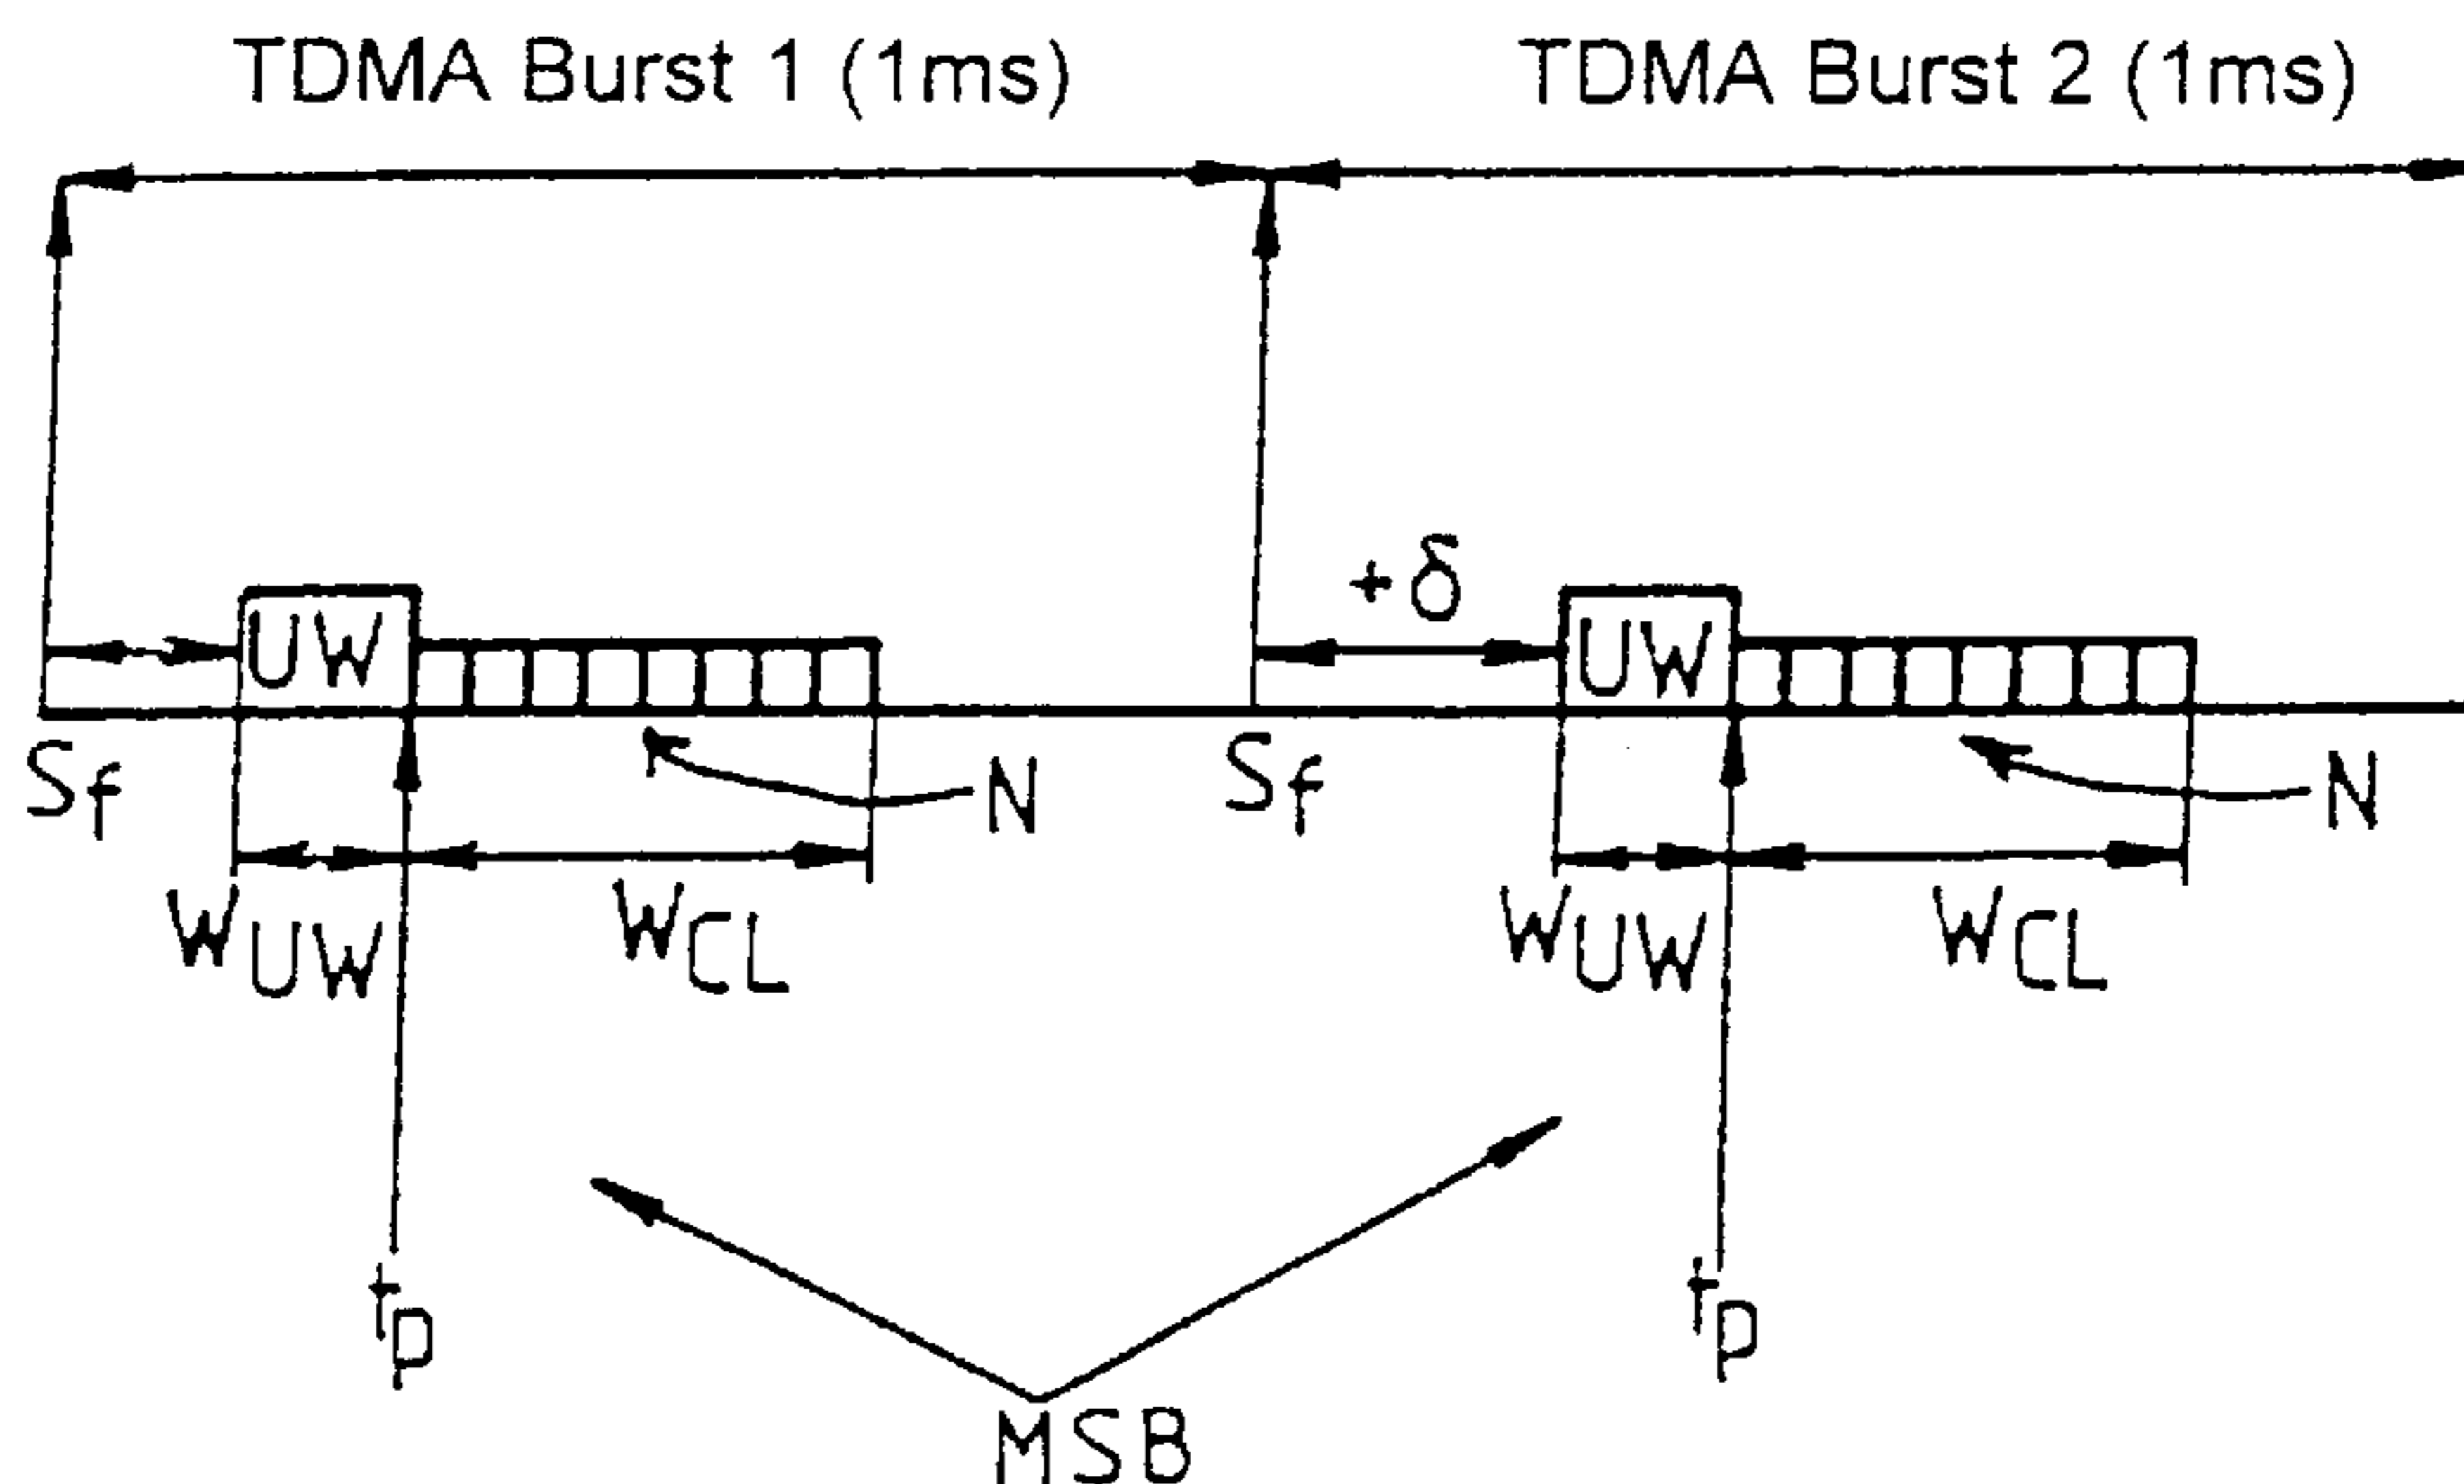 TDMA Burst 1 (1ms) TDMA Burst 2 (1ms)
+δ
UW UW
Sf N Sf N
WUW WCL WUW WCL
tp tp
MSB